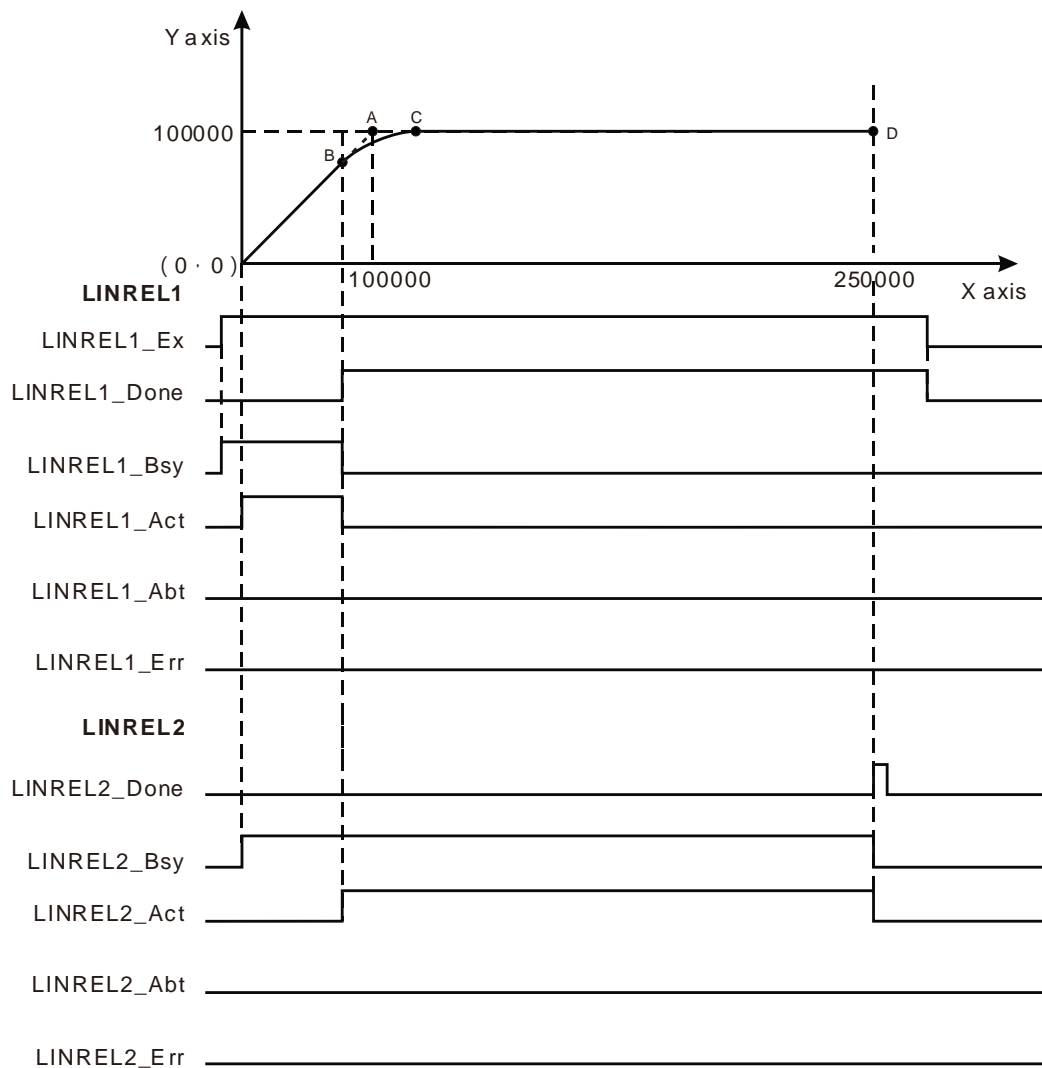 Y axis
A
C
100000
B
D
(0,0)
100000
250000
X axis
LINREL1
LINREL1_Ex
LINREL1_Done
LINREL1_Bsy
LINREL1_Act
LINREL1_Abt
LINREL1_Err
LINREL2
LINREL2_Done
LINREL2_Bsy
LINREL2_Act
LINREL2_Abt
LINREL2_Err